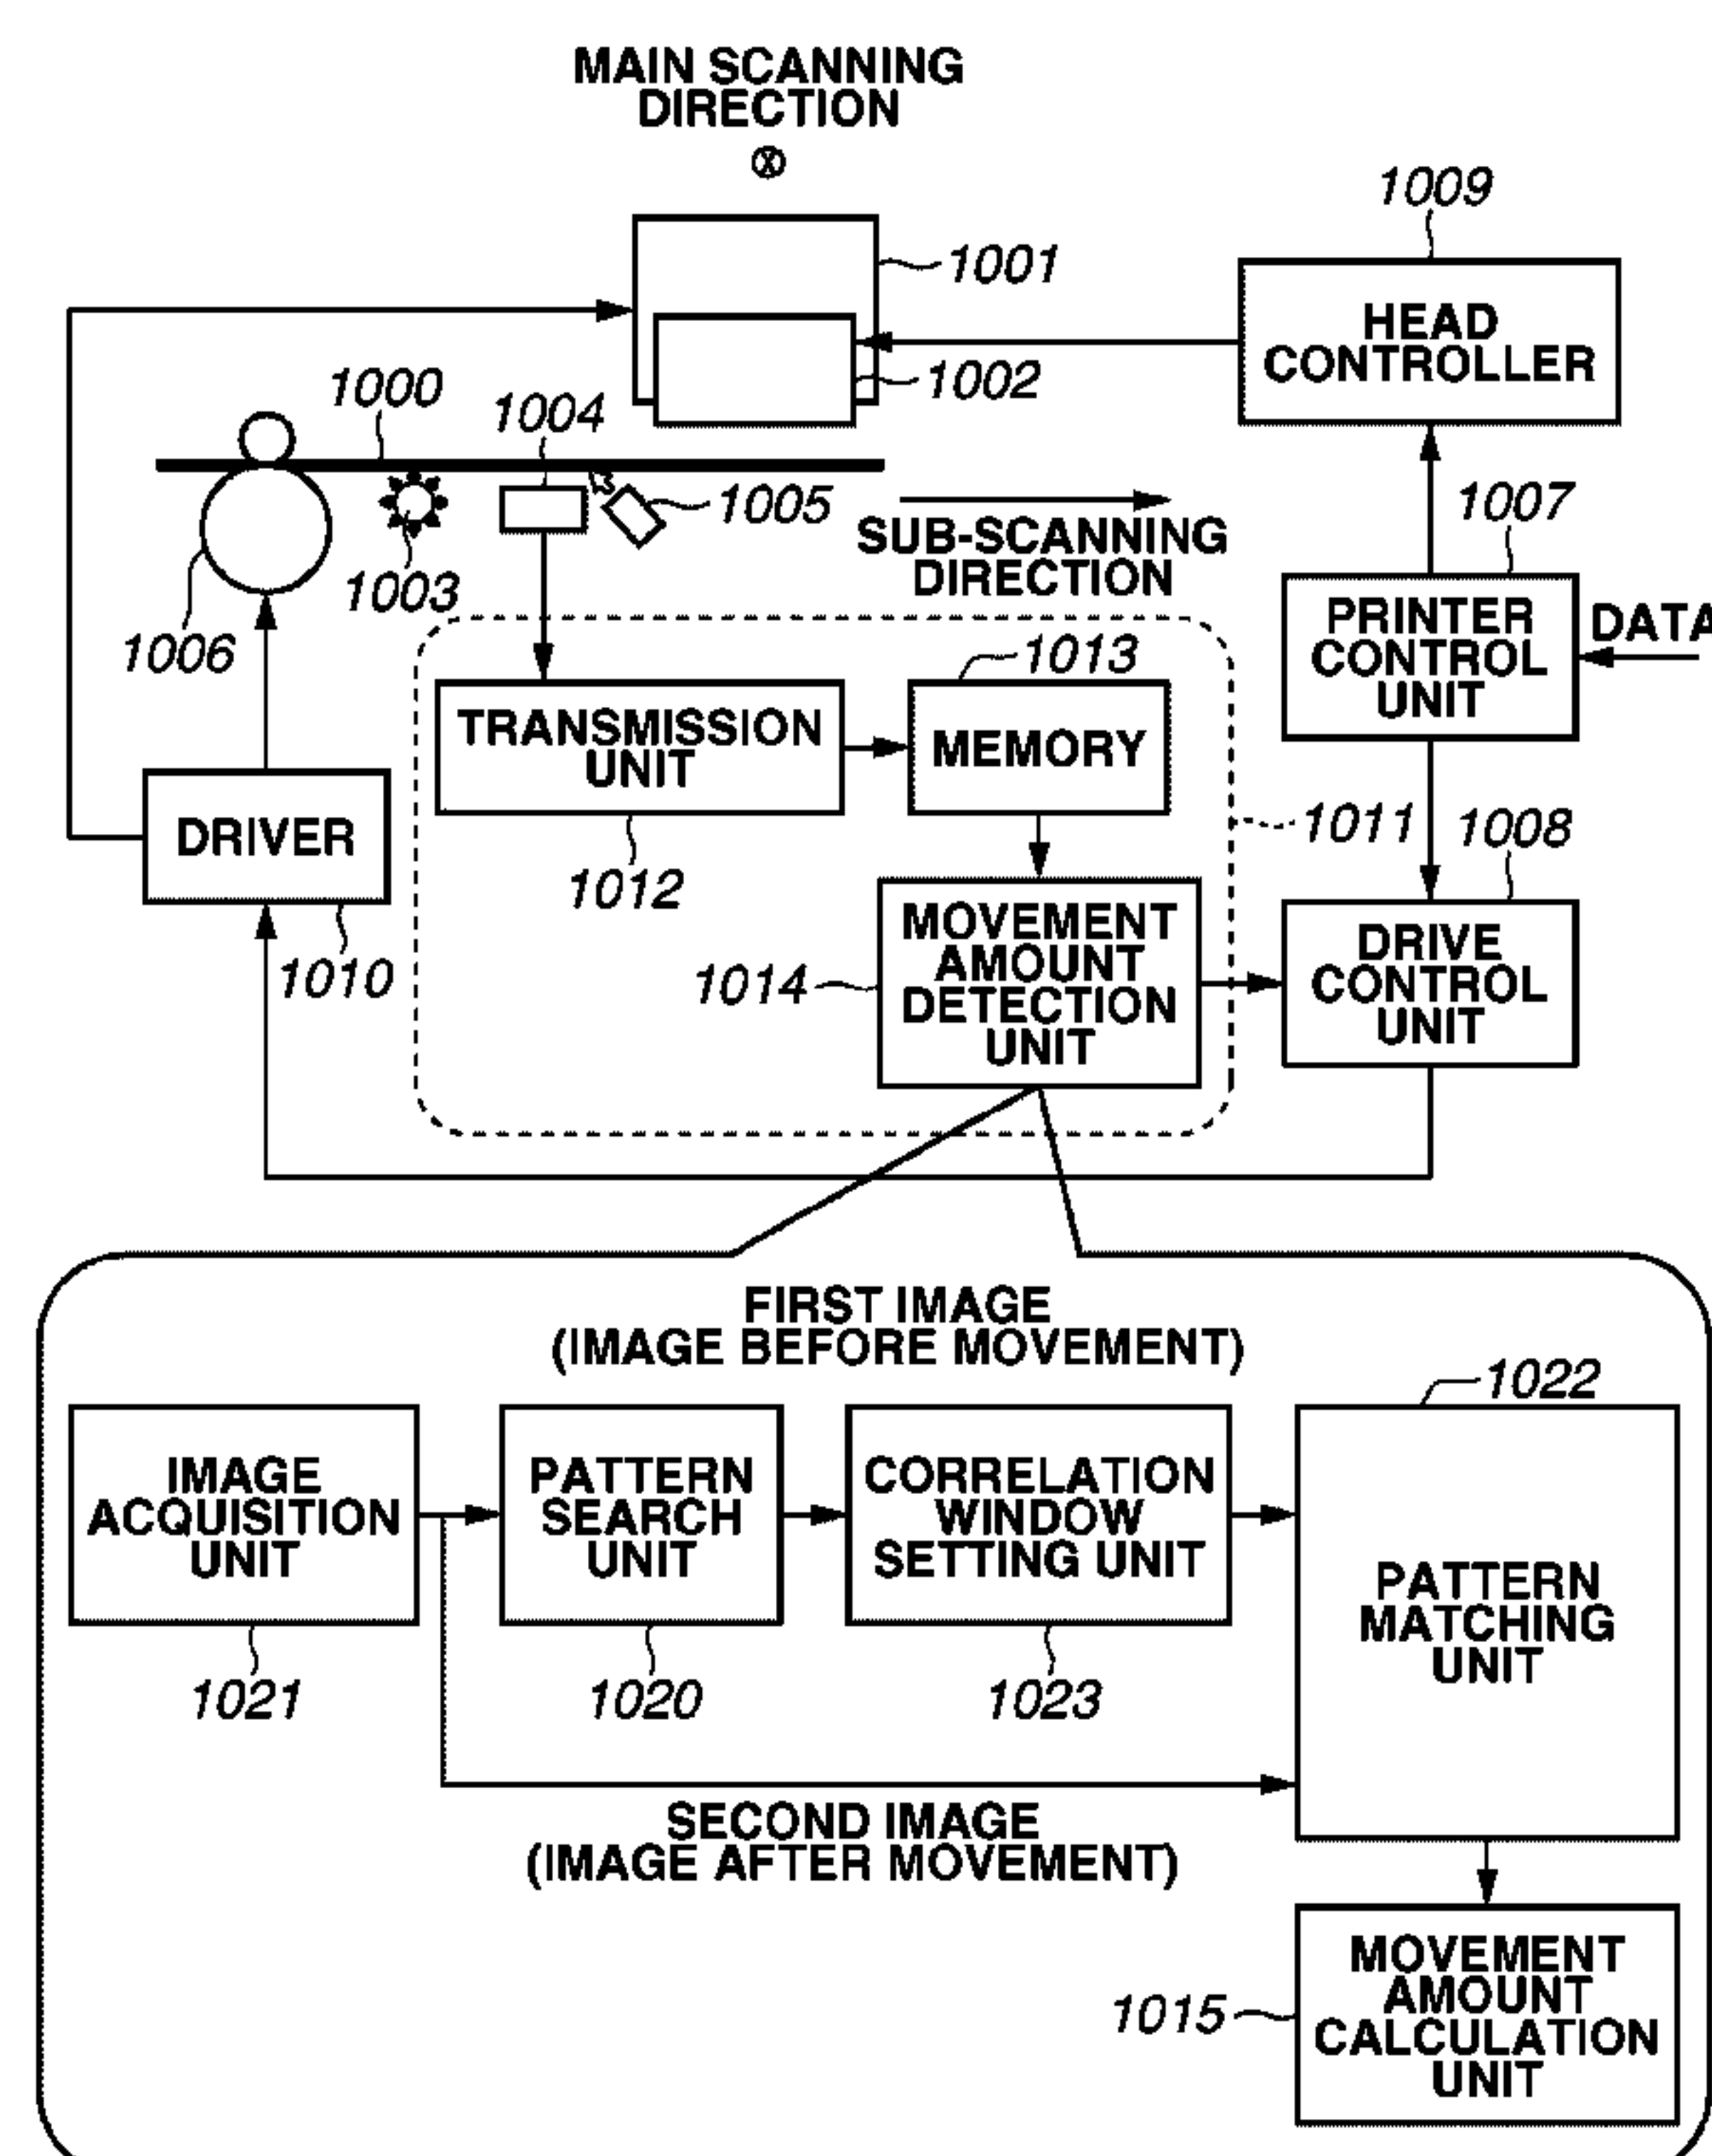 MAIN SCANNING
DIRECTION
1009
1001
HEAD
CONTROLLER
1002
1000
1004
1005
SUB-SCANNING
DIRECTION
1007
1003
1006
PRINTER
CONTROL
UNIT
DATA
1013
TRANSMISSION
UNIT
MEMORY
DRIVER
1011
1008
1012
1010
MOVEMENT
AMOUNT
DETECTION
UNIT
1014
DRIVE
CONTROL
UNIT
FIRST IMAGE
(IMAGE BEFORE MOVEMENT)
1022
IMAGE
ACQUISITION
UNIT
PATTERN
SEARCH
UNIT
CORRELATION
WINDOW
SETTING UNIT
PATTERN
MATCHING
UNIT
1021
1020
1023
SECOND IMAGE
(IMAGE AFTER MOVEMENT)
MOVEMENT
AMOUNT
CALCULATION
UNIT
1015